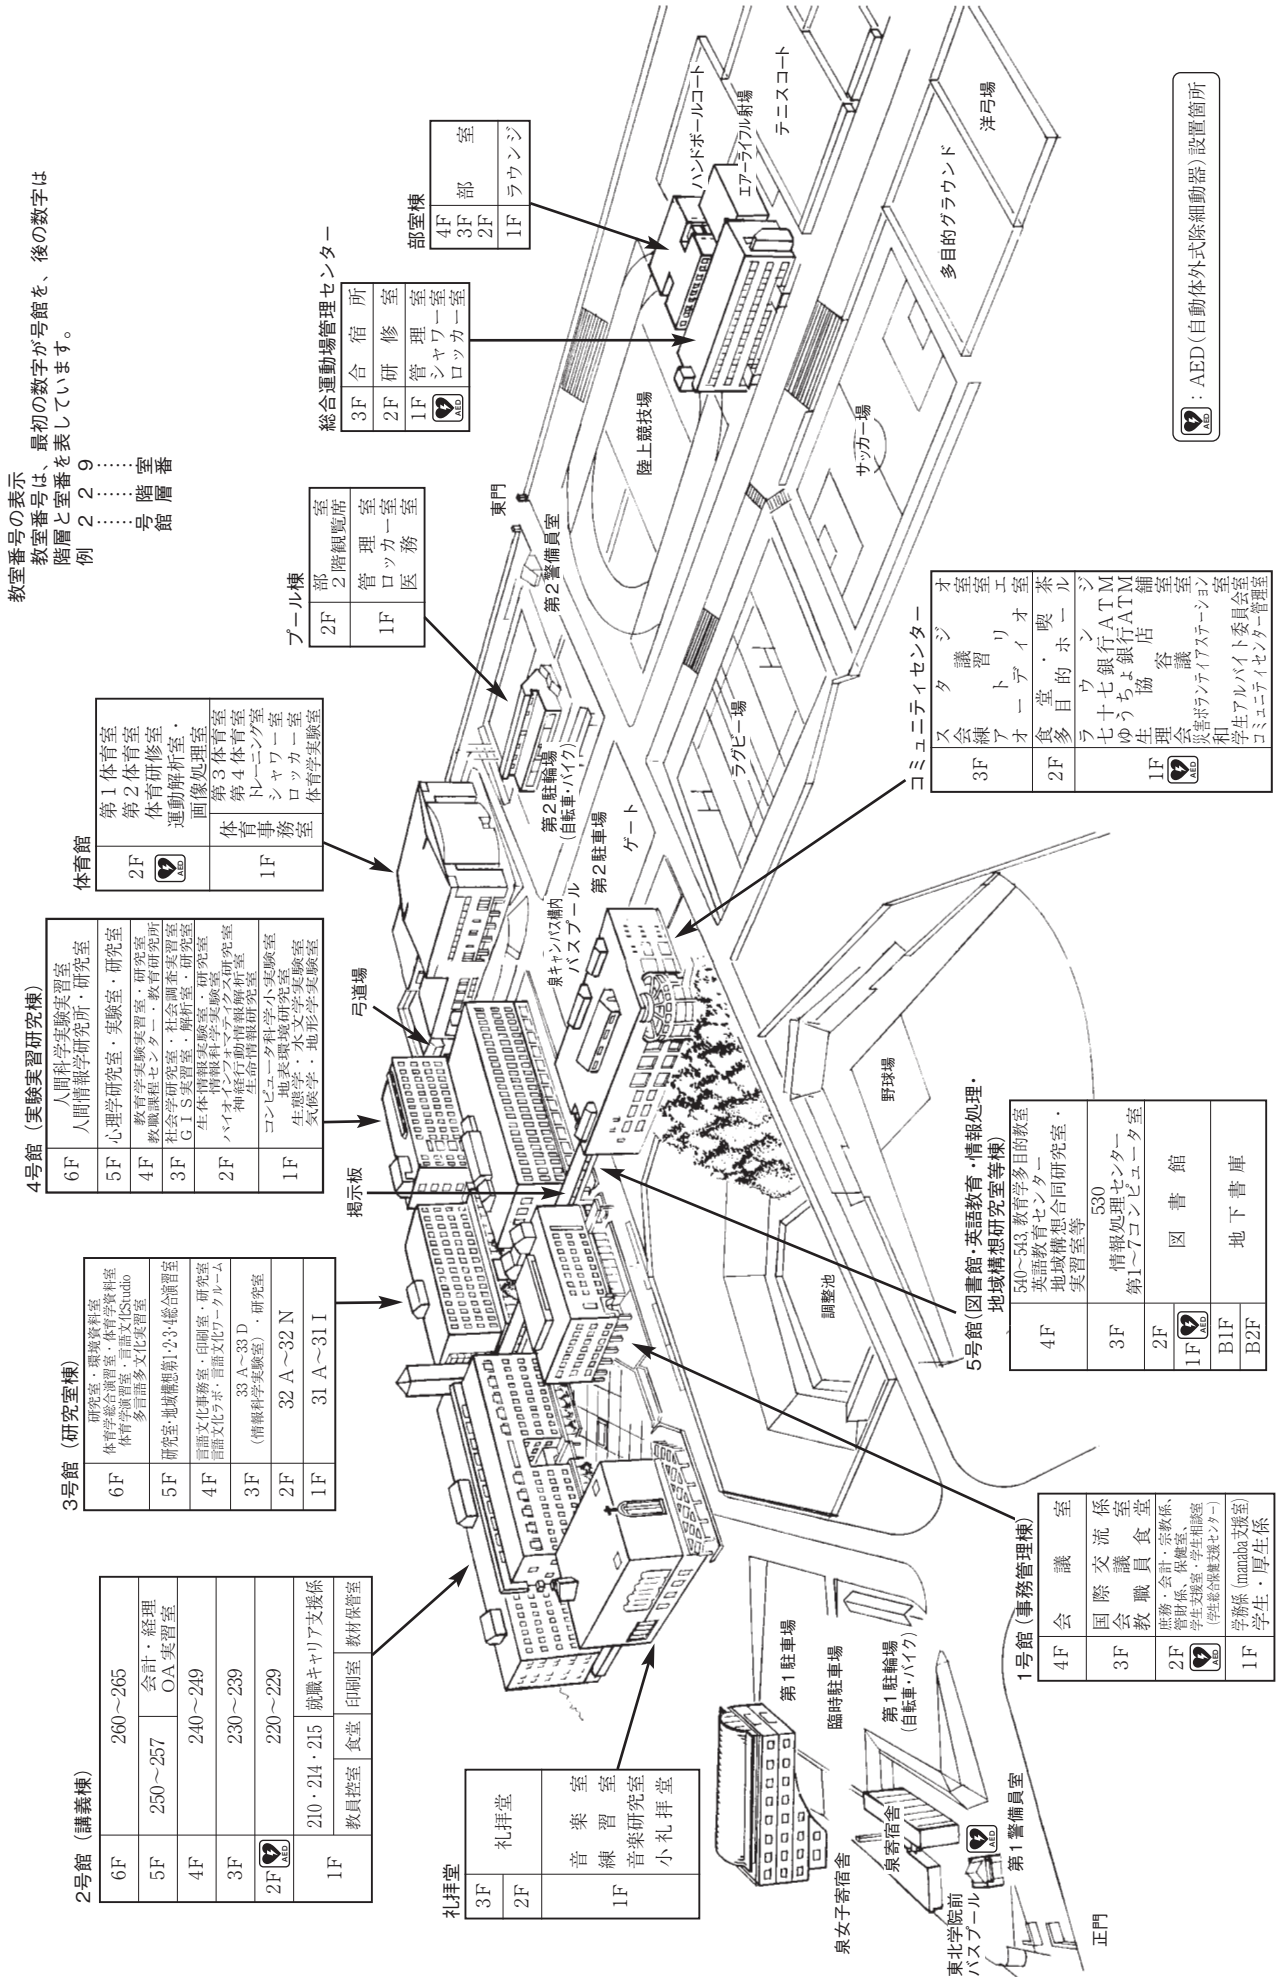 教室番号の表示
教室番号は、最初の数字が号館を、後の数字は
階層と室番を表しています。
例 2 2 9
号館 階層 室番
2号館（講義棟）
6F 260～265
5F 250～257 会計・経理 OA実習室
4F 240～249
3F 230～239
2F AED 220～229
1F 210・214・215 就職キャリア支援係
教員控室 食堂 印刷室 教材保管室
3号館（研究室棟）
6F 研究室・環境資料室
体育学総合演習室・体育学資料室
体育学演習室・言語文化Studio
多言語多文化実習室
5F 研究室・地域構想第1・2・3・4総合演習室
4F 言語文化事務室・印刷室・研究室
言語文化ラボ・言語文化ワークルーム
3F 33A～33D
（情報科学実験室）・研究室
2F 32A～32N
1F 31A～31I
4号館（実験実習研究棟）
6F 人間科学実験実習室
人間情報学研究所・研究室
5F 心理学研究室・実験室・研究室
4F 教育学実験実習室・研究室
教職課程センター・教育研究所
3F 社会学研究室・社会調査実習室
GIS実習室・解析室・研究室
2F 生体情報実験室・研究室
情報科学実験室
バイオインフォマティクス研究室
神経行動情報解析室
生命情報研究室
1F コンピュータ科学小実験室
地表環境研究室
生態学・水文学実験室
気候学・地形学実験室
体育館
2F AED 第1体育室
第2体育室
体育研修室
運動解析室・
画像処理室
1F 体育事務室
第3体育室
第4体育室
トレーニング室
シャワー室
ロッカー室
体育学実験室
プール棟
2F 部室
2階観覧席
1F 管理室
ロッカー室
医務室
総合運動場管理センター
3F 合宿所
2F 研修室
1F AED 管理室
シャワー室
ロッカー室
部室棟
4F
3F 部室
2F
1F ラウンジ
礼拝堂
3F
2F 礼拝堂
1F 音楽室
練習室
音楽研究室
小礼拝堂
掲示板
弓道場
東門
第2警備員室
第2駐輪場
（自転車・バイク）
第2駐車場
ゲート
泉キャンパス構内
バスプール
陸上競技場
ラグビー場
サッカー場
ハンドボールコート
エアーライフル射場
テニスコート
多目的グラウンド
洋弓場
野球場
調整池
第1駐車場
臨時駐車場
第1駐輪場
（自転車・バイク）
泉女子寄宿舎
泉寄宿舎
AED
第1警備員室
東北学院前
バスプール
正門
1号館（事務管理棟）
4F 会議室
3F 国際交流係
会議室
教職員食堂
2F AED 庶務・会計・宗教係、
管財係、保健室、
学生支援室・学生相談室
（学生総合保健支援センター）
1F 学務係（manaba支援室）
学生・厚生係
5号館（図書館・英語教育・情報処理・
地域構想研究室等棟）
4F 540～543 教育学多目的教室
英語教育センター
地域構想合同研究室・
実習室等
3F 530
情報処理センター
第1～7コンピュータ室
2F
1F AED 図書館
B1F
B2F 地下書庫
コミュニティセンター
3F スタジオ
会議室
練習室
アトリエ
オーディオ室
2F 食堂・喫茶
多目的ホール
1F AED ラウンジ
七十七銀行ATM
ゆうちょ銀行ATM
生協店舗
理容室
会議室
災害ボランティアステーション
和室
学生アルバイト委員会室
コミュニティセンター管理室
AED：AED（自動体外式除細動器）設置箇所